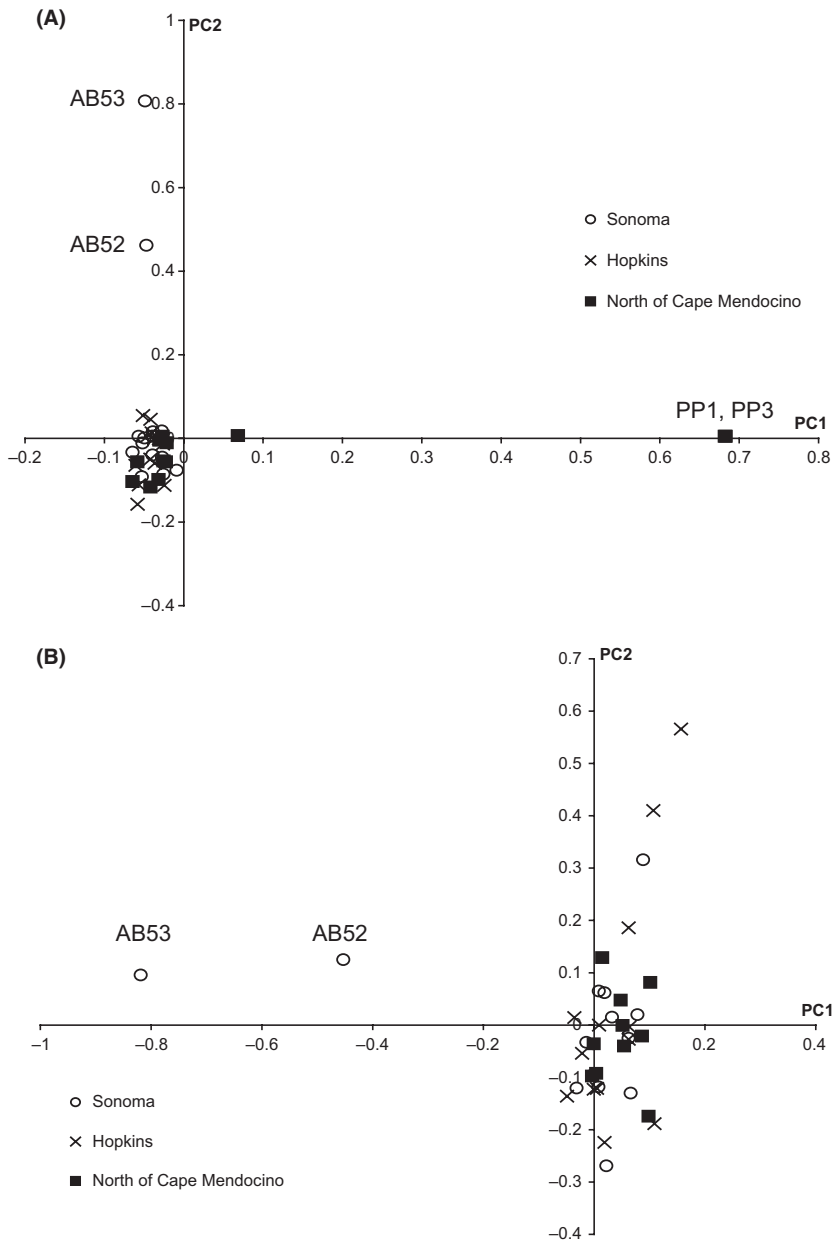 (A)
1 PC2
AB53 0.8
0.6
Sonoma
AB52
0.4
Hopkins
North of Cape Mendocino
0.2
PP1, PP3
PC1
–0.2 –0.1 0 0.1 0.2 0.3 0.4 0.5 0.6 0.7 0.8
–0.2
–0.4
(B)
0.7 PC2
0.6
0.5
0.4
0.3
0.2
AB53 AB52
0.1
PC1
–1 –0.8 –0.6 –0.4 –0.2 0 0.2 0.4
–0.1
Sonoma
Hopkins
–0.2
North of Cape Mendocino
–0.3
–0.4